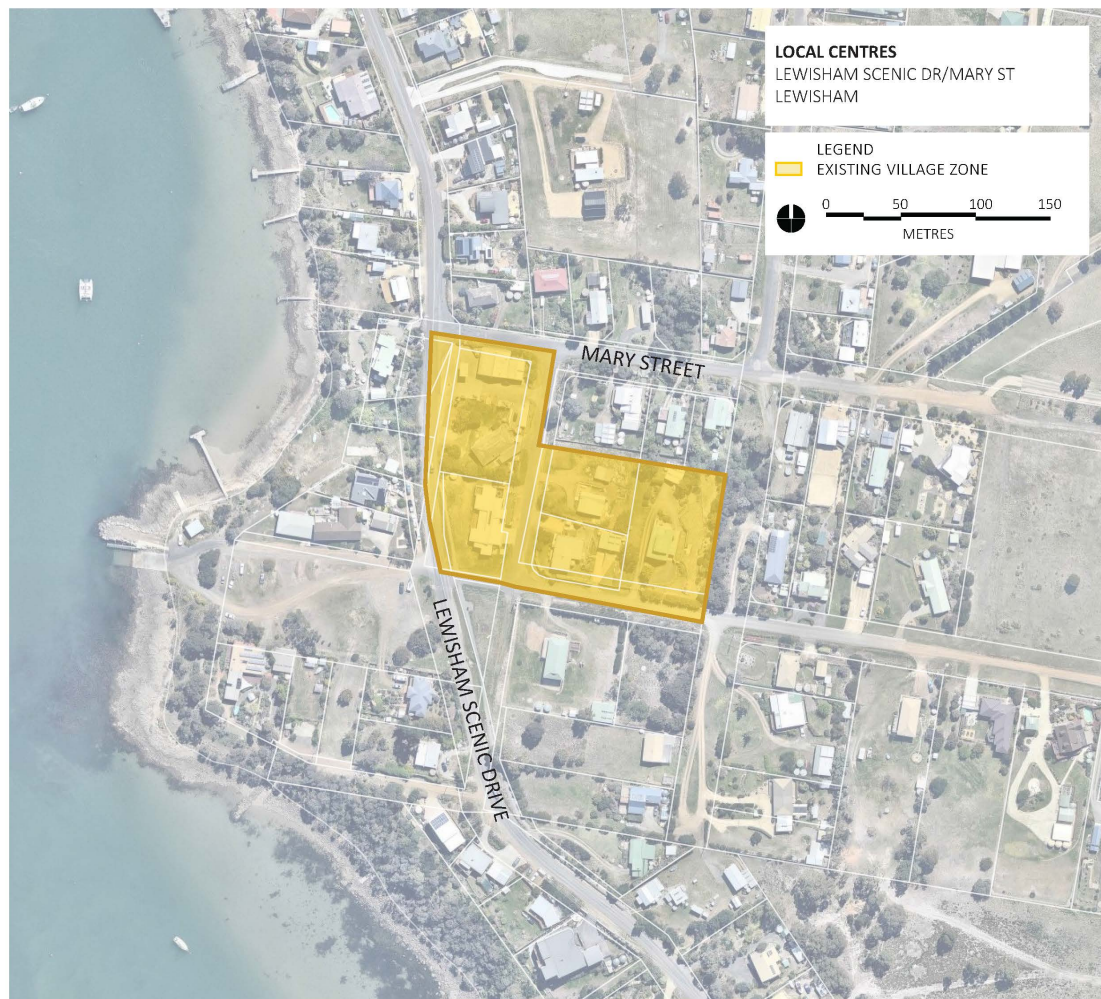 LOCAL CENTRES
LEWISHAM SCENIC DR/MARY ST
LEWISHAM
LEGEND
EXISTING VILLAGE ZONE
0 50 100 150
METRES
MARY STREET
LEWISHAM SCENIC DRIVE